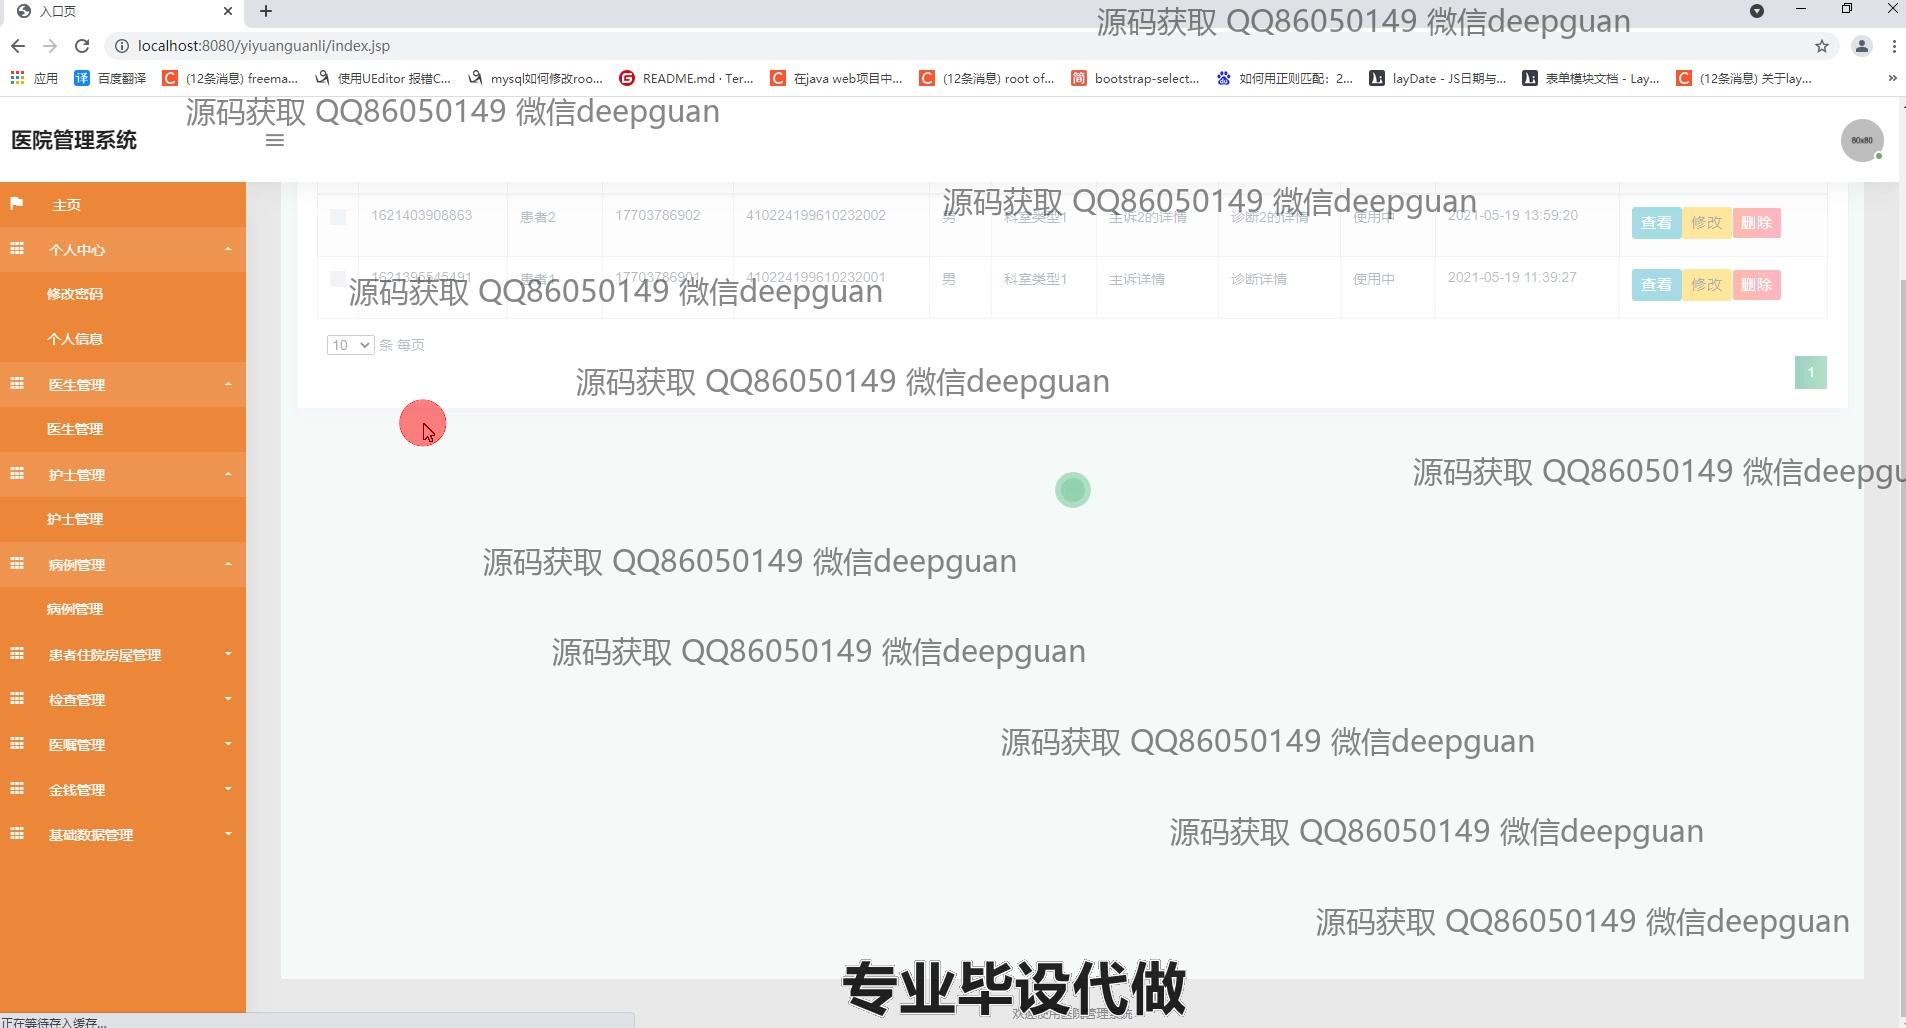 入口页
源码获取 QQ86050149 微信deepguan
localhost:8080/yiyuanguanli/index.jsp
应用 百度翻译 (12条消息) freema... 使用UEditor 报错C... mysql如何修改roo... README.md · Ter... 在java web项目中... (12条消息) root of... bootstrap-select... 如何用正则匹配：2... layDate - JS日期与... 表单模块文档 - Lay... (12条消息) 关于lay...
源码获取 QQ86050149 微信deepguan
医院管理系统
80x80
主页
源码获取 QQ86050149 微信deepguan
1621403908863 患者2 17703786902 410224199610232002 男 科室类型1 主诉2的详情 诊断2的详情 使用中 2021-05-19 13:59:20 查看 修改 删除
个人中心
1621395545491 患者1 17703786901 410224199610232001 男 科室类型1 主诉详情 诊断详情 使用中 2021-05-19 11:39:27 查看 修改 删除
源码获取 QQ86050149 微信deepguan
修改密码
个人信息
10 条 每页
1
源码获取 QQ86050149 微信deepguan
医生管理
医生管理
护士管理
源码获取 QQ86050149 微信deepgu
护士管理
病例管理
源码获取 QQ86050149 微信deepguan
病例管理
患者住院房屋管理
源码获取 QQ86050149 微信deepguan
检查管理
医嘱管理
源码获取 QQ86050149 微信deepguan
金钱管理
基础数据管理
源码获取 QQ86050149 微信deepguan
源码获取 QQ86050149 微信deepguan
专业毕设代做
欢迎使用医院管理系统
正在等待存入缓存...